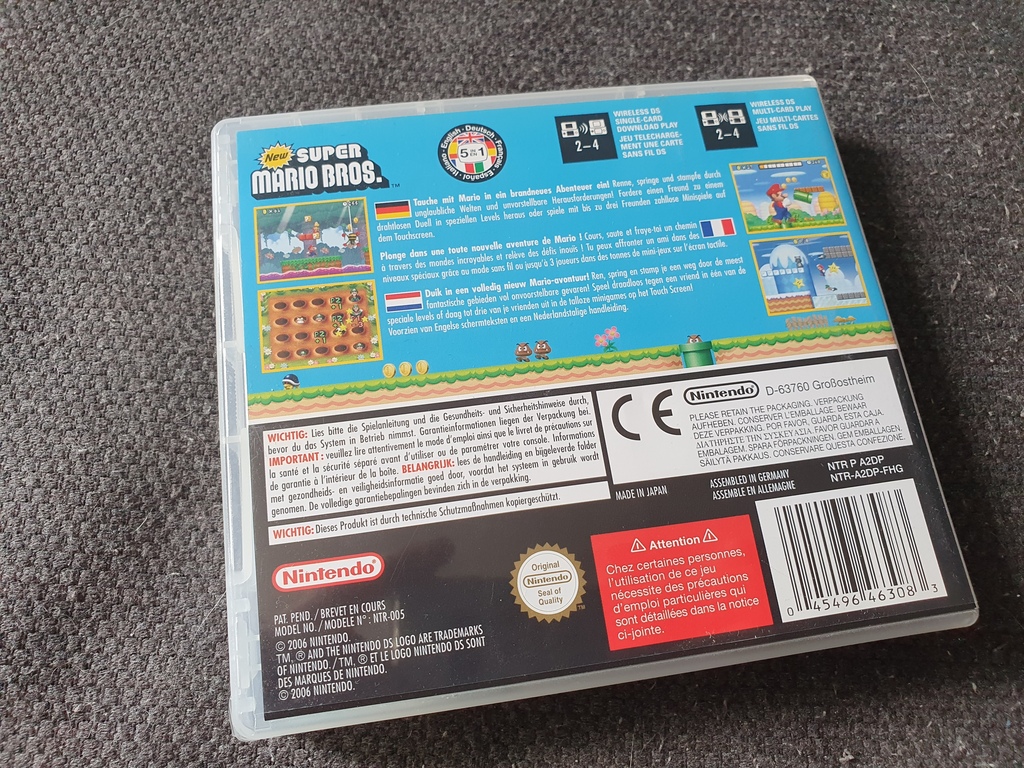 New
SUPER
MARIO BROS.™
English · Deutsch
Français · Español · Italiano
5 in 1
2-4
WIRELESS DS
SINGLE-CARD
DOWNLOAD PLAY
JEU TÉLÉCHARGE-
MENT UNE CARTE
SANS FIL DS
2-4
WIRELESS DS
MULTI-CARD PLAY
JEU MULTI-CARTES
SANS FIL DS
Tauche mit Mario in ein brandneues Abenteuer ein! Renne, springe und stampfe durch
unglaubliche Welten und unvorstellbare Herausforderungen! Fordere einen Freund zu einem
drahtlosen Duell in speziellen Levels heraus oder spiele mit bis zu drei Freunden zahllose Minispiele auf
dem Touchscreen.
Plonge dans une toute nouvelle aventure de Mario ! Cours, saute et fraye-toi un chemin
à travers des mondes incroyables et relève des défis inouïs ! Tu peux affronter un ami dans des
niveaux spéciaux grâce au mode sans fil ou jusqu'à 3 joueurs dans des tonnes de mini-jeux sur l'écran tactile.
Duik in een volledig nieuw Mario-avontuur! Ren, spring en stamp je een weg door de meest
fantastische gebieden vol onvoorstelbare gevaren! Speel draadloos tegen een vriend in één van de
speciale levels of daag tot drie van je vrienden uit in de talloze minigames op het Touch Screen!
Voorzien van Engelse schermteksten en een Nederlandstalige handleiding.
WICHTIG: Lies bitte die Spielanleitung und die Gesundheits- und Sicherheitshinweise durch,
bevor du das System in Betrieb nimmst. Garantieinformationen liegen der Verpackung bei.
IMPORTANT : veuillez lire attentivement le mode d'emploi ainsi que le livret de précautions sur
la santé et la sécurité séparé avant d'utiliser ou de paramétrer votre console. Informations
de garantie à l'intérieur de la boîte. BELANGRIJK: lees de handleiding en bijgeleverde folder
met gezondheids- en veiligheidsinformatie goed door, voordat het systeem in gebruik wordt
genomen. De volledige garantiebepalingen bevinden zich in de verpakking.
WICHTIG: Dieses Produkt ist durch technische Schutzmaßnahmen kopiergeschützt.
CE
Nintendo® D-63760 Großostheim
PLEASE RETAIN THE PACKAGING. VERPACKUNG
AUFHEBEN. CONSERVER L'EMBALLAGE. BEWAAR
DEZE VERPAKKING. POR FAVOR, GUARDA ESTA CAJA.
ΔΙΑΤΗΡΗΣΤΕ ΤΗΝ ΣΥΣΚΕΥΑΣΙΑ. FAVOR GUARDAR A
EMBALAGEM. SPARA FÖRPACKNINGEN. GEM EMBALLAGEN.
SÄILYTÄ PAKKAUS. CONSERVARE QUESTA CONFEZIONE.
MADE IN JAPAN
ASSEMBLED IN GERMANY
ASSEMBLÉ EN ALLEMAGNE
NTR P A2DP
NTR-A2DP-FHG
Nintendo®
PAT. PEND. / BREVET EN COURS
MODEL NO. / MODÈLE N° : NTR-005
© 2006 NINTENDO.
TM, ® AND THE NINTENDO DS LOGO ARE TRADEMARKS
OF NINTENDO. / TM, ® ET LE LOGO NINTENDO DS SONT
DES MARQUES DE NINTENDO.
© 2006 NINTENDO.
Original
Nintendo
Seal of
Quality
TM
Attention
Chez certaines personnes,
l'utilisation de ce jeu
nécessite des précautions
d'emploi particulières qui
sont détaillées dans la notice
ci-jointe.
0 45496 46308 3